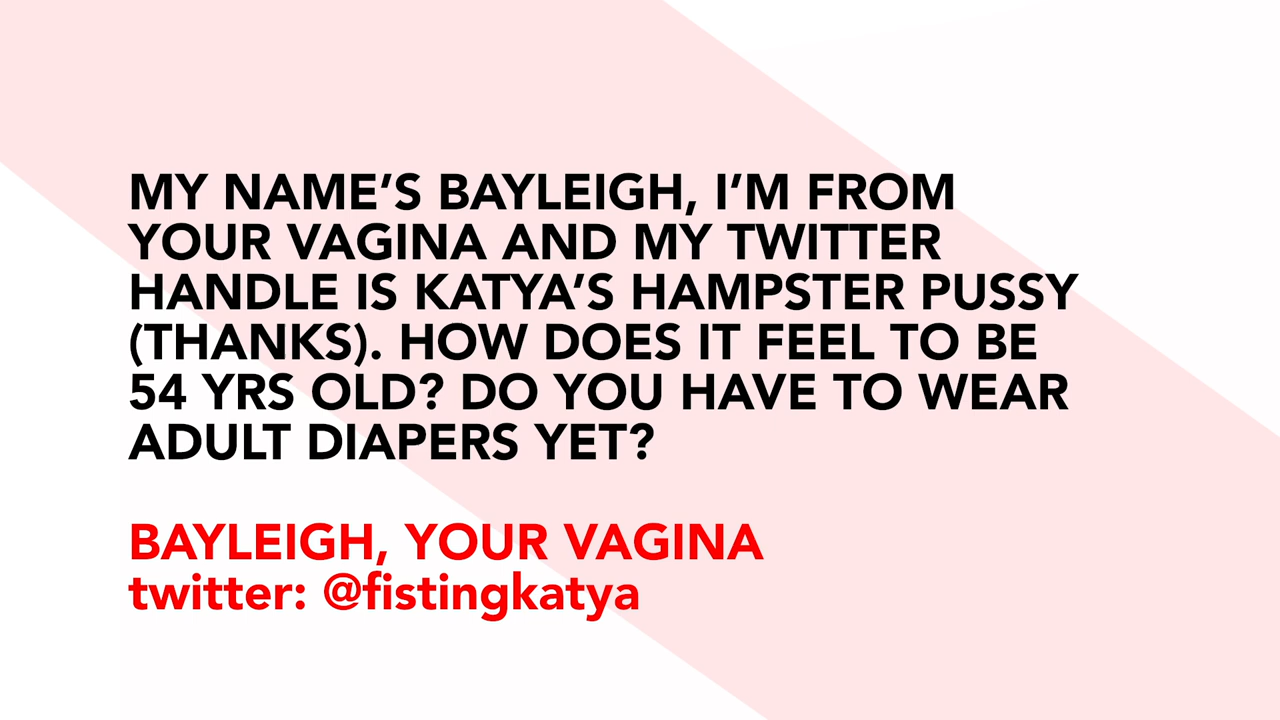 MY NAME’S BAYLEIGH, I’M FROM
YOUR VAGINA AND MY TWITTER
HANDLE IS KATYA’S HAMPSTER PUSSY
(THANKS). HOW DOES IT FEEL TO BE
54 YRS OLD? DO YOU HAVE TO WEAR
ADULT DIAPERS YET?
BAYLEIGH, YOUR VAGINA
twitter: @fistingkatya